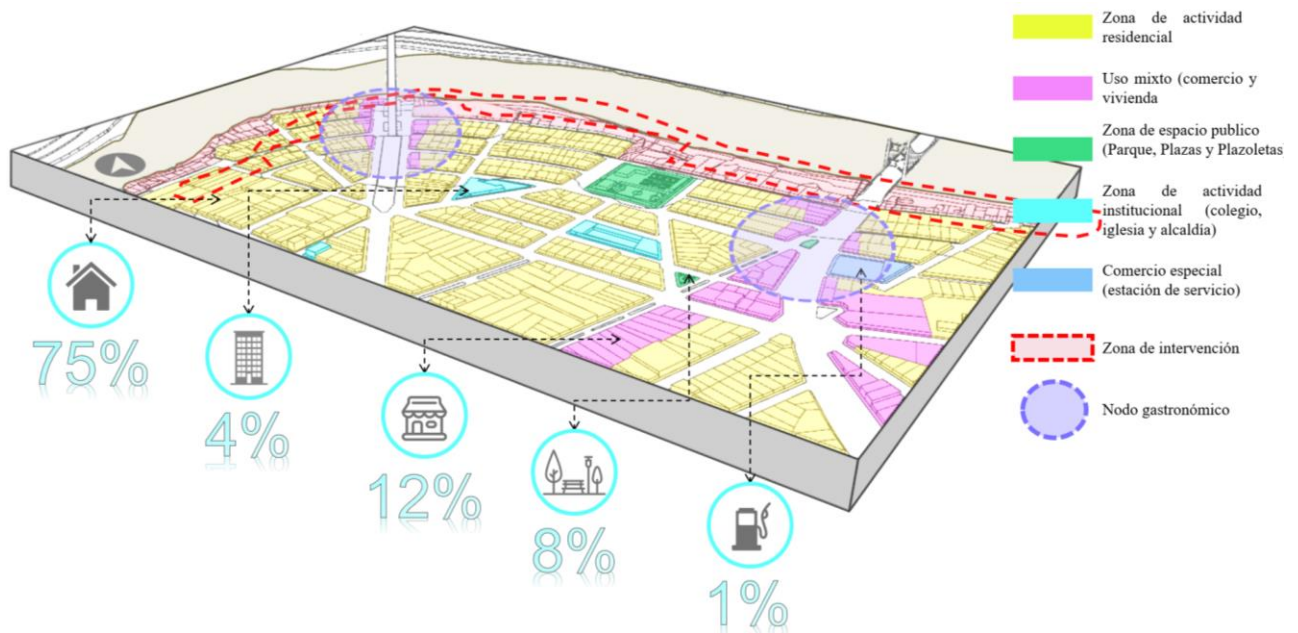 Zona de actividad
residencial
Uso mixto (comercio y
vivienda
Zona de espacio publico
(Parque, Plazas y Plazoletas
Zona de actividad
institucional (colegio,
iglesia y alcaldía)
Comercio especial
(estación de servicio)
Zona de intervención
Nodo gastronómico
75%
4%
12%
8%
1%